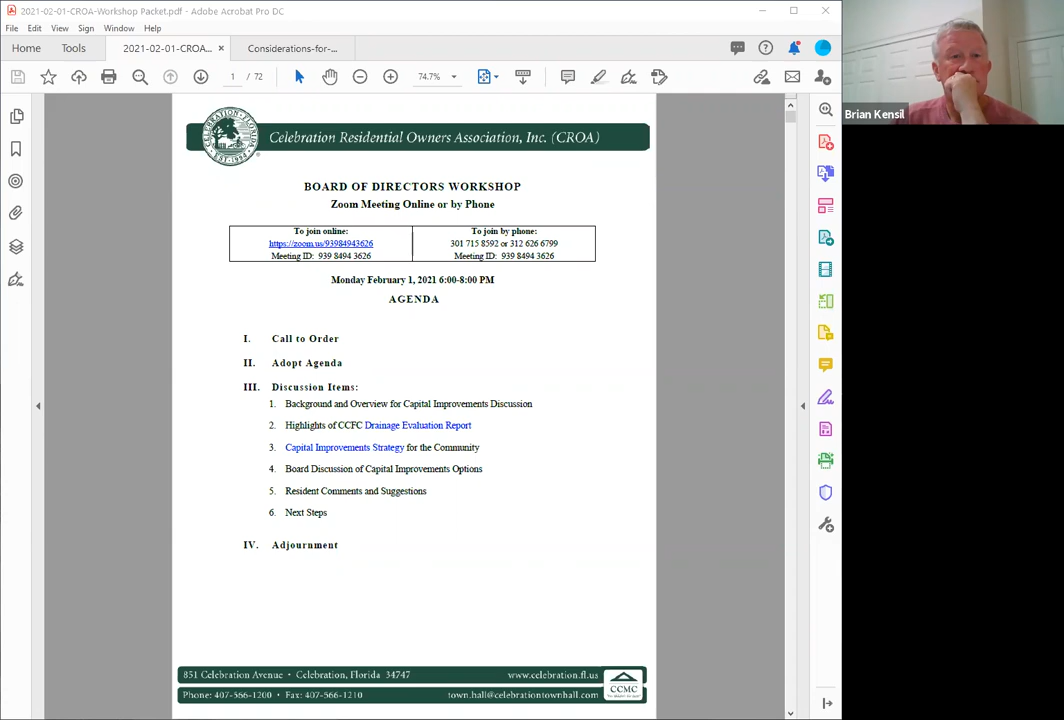 2021-02-01-CROA-Workshop Packet.pdf - Adobe Acrobat Pro DC
File Edit View Sign Window Help
Home Tools 2021-02-01-CROA... × Considerations-for-...
1 / 72 74.7%
Brian Kensil
CELEBRATION, FLORIDA
EST. 1994
Celebration Residential Owners Association, Inc. (CROA)
BOARD OF DIRECTORS WORKSHOP
Zoom Meeting Online or by Phone
To join online: To join by phone:
https://zoom.us/93984943626 301 715 8592 or 312 626 6799
Meeting ID: 939 8494 3626 Meeting ID: 939 8494 3626
Monday February 1, 2021 6:00-8:00 PM
AGENDA
I. Call to Order
II. Adopt Agenda
III. Discussion Items:
1. Background and Overview for Capital Improvements Discussion
2. Highlights of CCFC Drainage Evaluation Report
3. Capital Improvements Strategy for the Community
4. Board Discussion of Capital Improvements Options
5. Resident Comments and Suggestions
6. Next Steps
IV. Adjournment
851 Celebration Avenue • Celebration, Florida 34747 www.celebration.fl.us
Phone: 407-566-1200 • Fax: 407-566-1210 town.hall@celebrationtownhall.com
CCMC